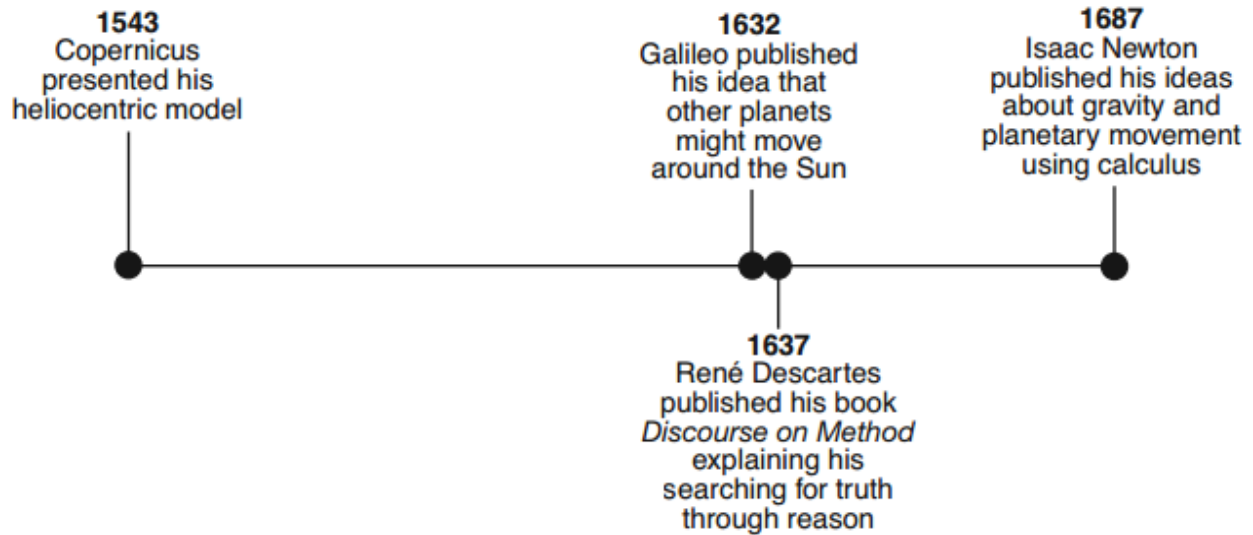 1543
Copernicus
presented his
heliocentric model
1632
Galileo published
his idea that
other planets
might move
around the Sun
1687
Isaac Newton
published his ideas
about gravity and
planetary movement
using calculus
1637
René Descartes
published his book
Discourse on Method
explaining his
searching for truth
through reason